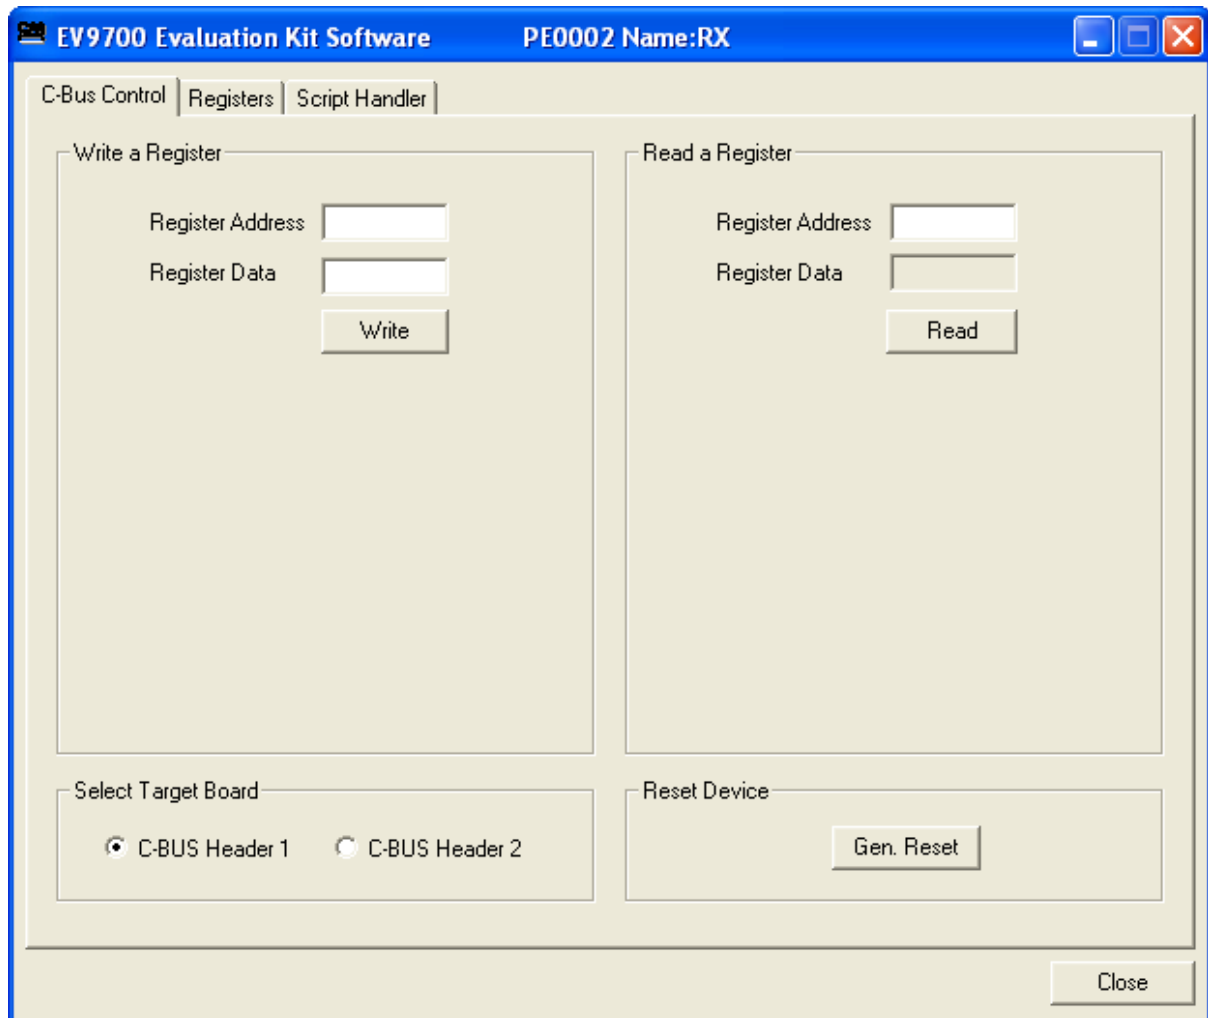 EV9700 Evaluation Kit Software PE0002 Name:RX
C-Bus Control Registers Script Handler
Write a Register
Register Address
Register Data
Write
Read a Register
Register Address
Register Data
Read
Select Target Board
C-BUS Header 1 C-BUS Header 2
Reset Device
Gen. Reset
Close